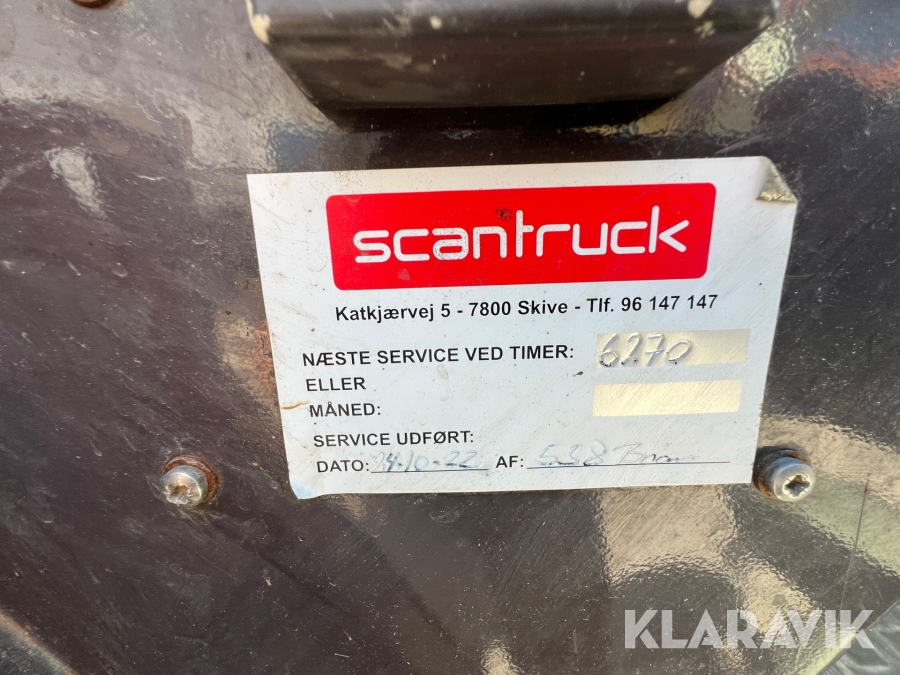 scantruck
Katkjærvej 5 - 7800 Skive - Tlf. 96 147 147
NÆSTE SERVICE VED TIMER: 6270
ELLER
MÅNED:
SERVICE UDFØRT:
DATO: 24-10-22 AF: 538
KLARAVIK